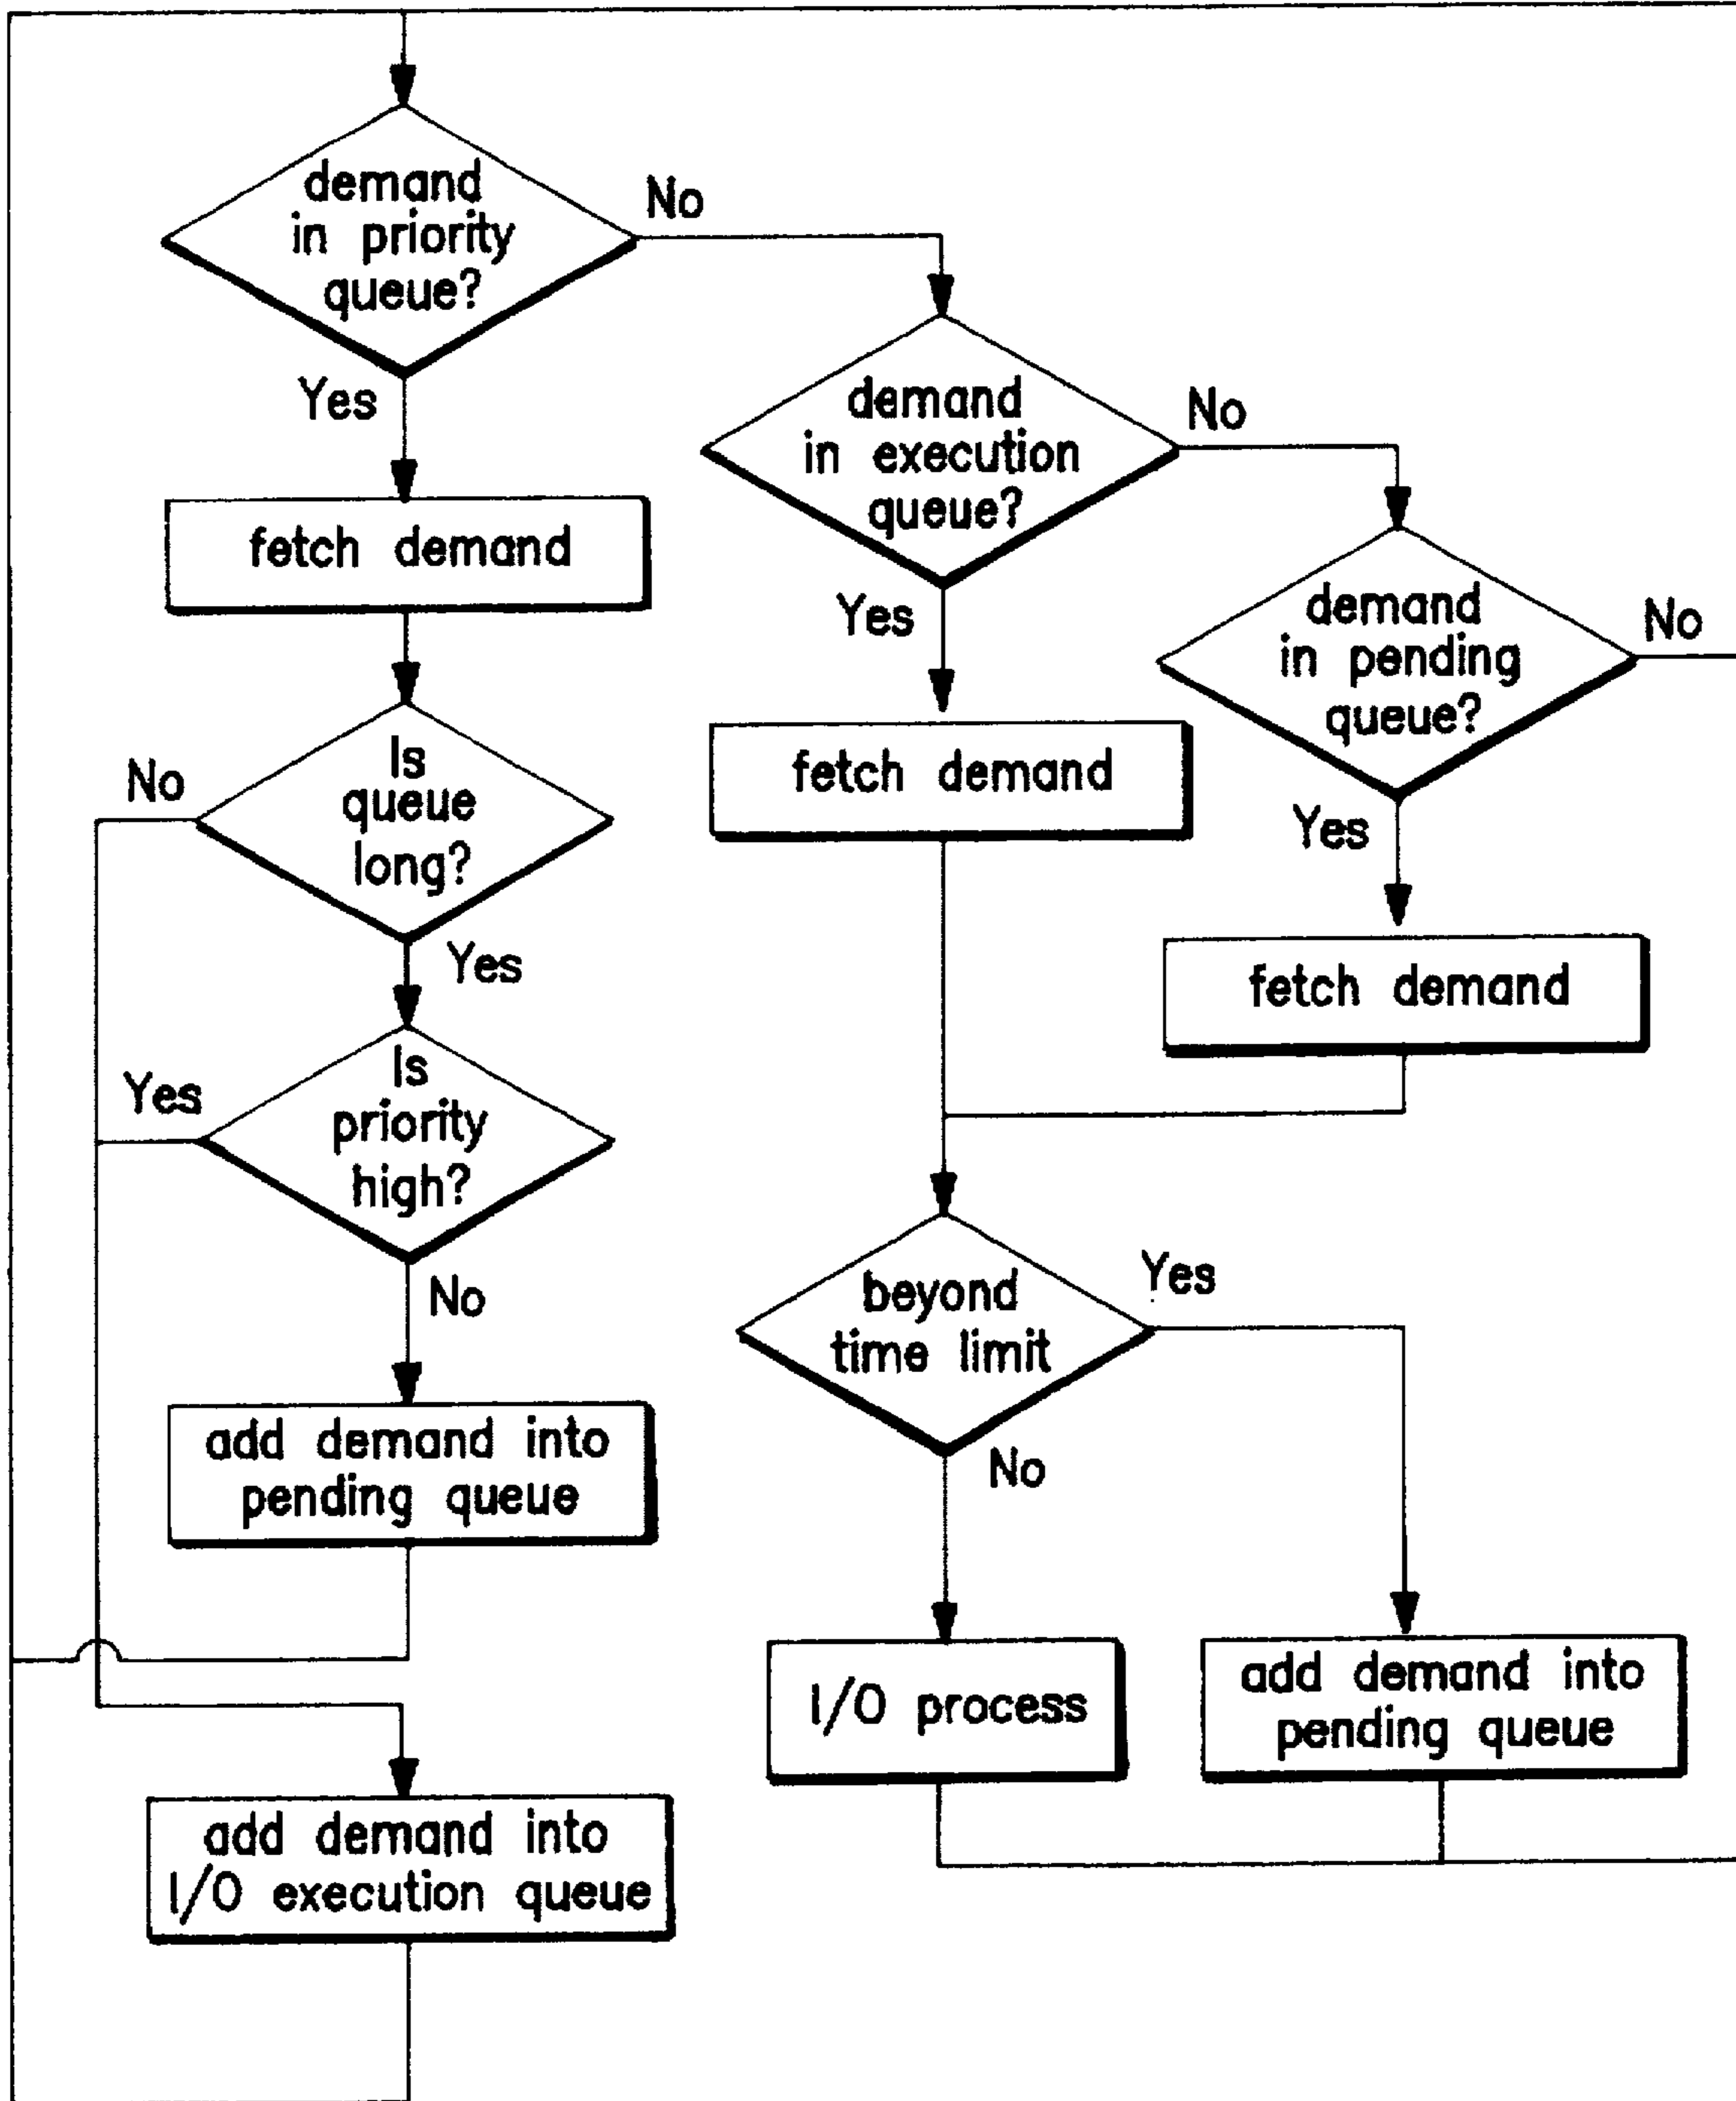 demand
in priority
queue?
No
Yes
demand
in execution
queue?
No
fetch demand
Yes
demand
in pending
queue?
No
Is
queue
long?
No
Yes
fetch demand
Yes
fetch demand
Is
priority
high?
Yes
No
beyond
time limit
Yes
No
add demand into
pending queue
I/O process
add demand into
pending queue
add demand into
I/O execution queue